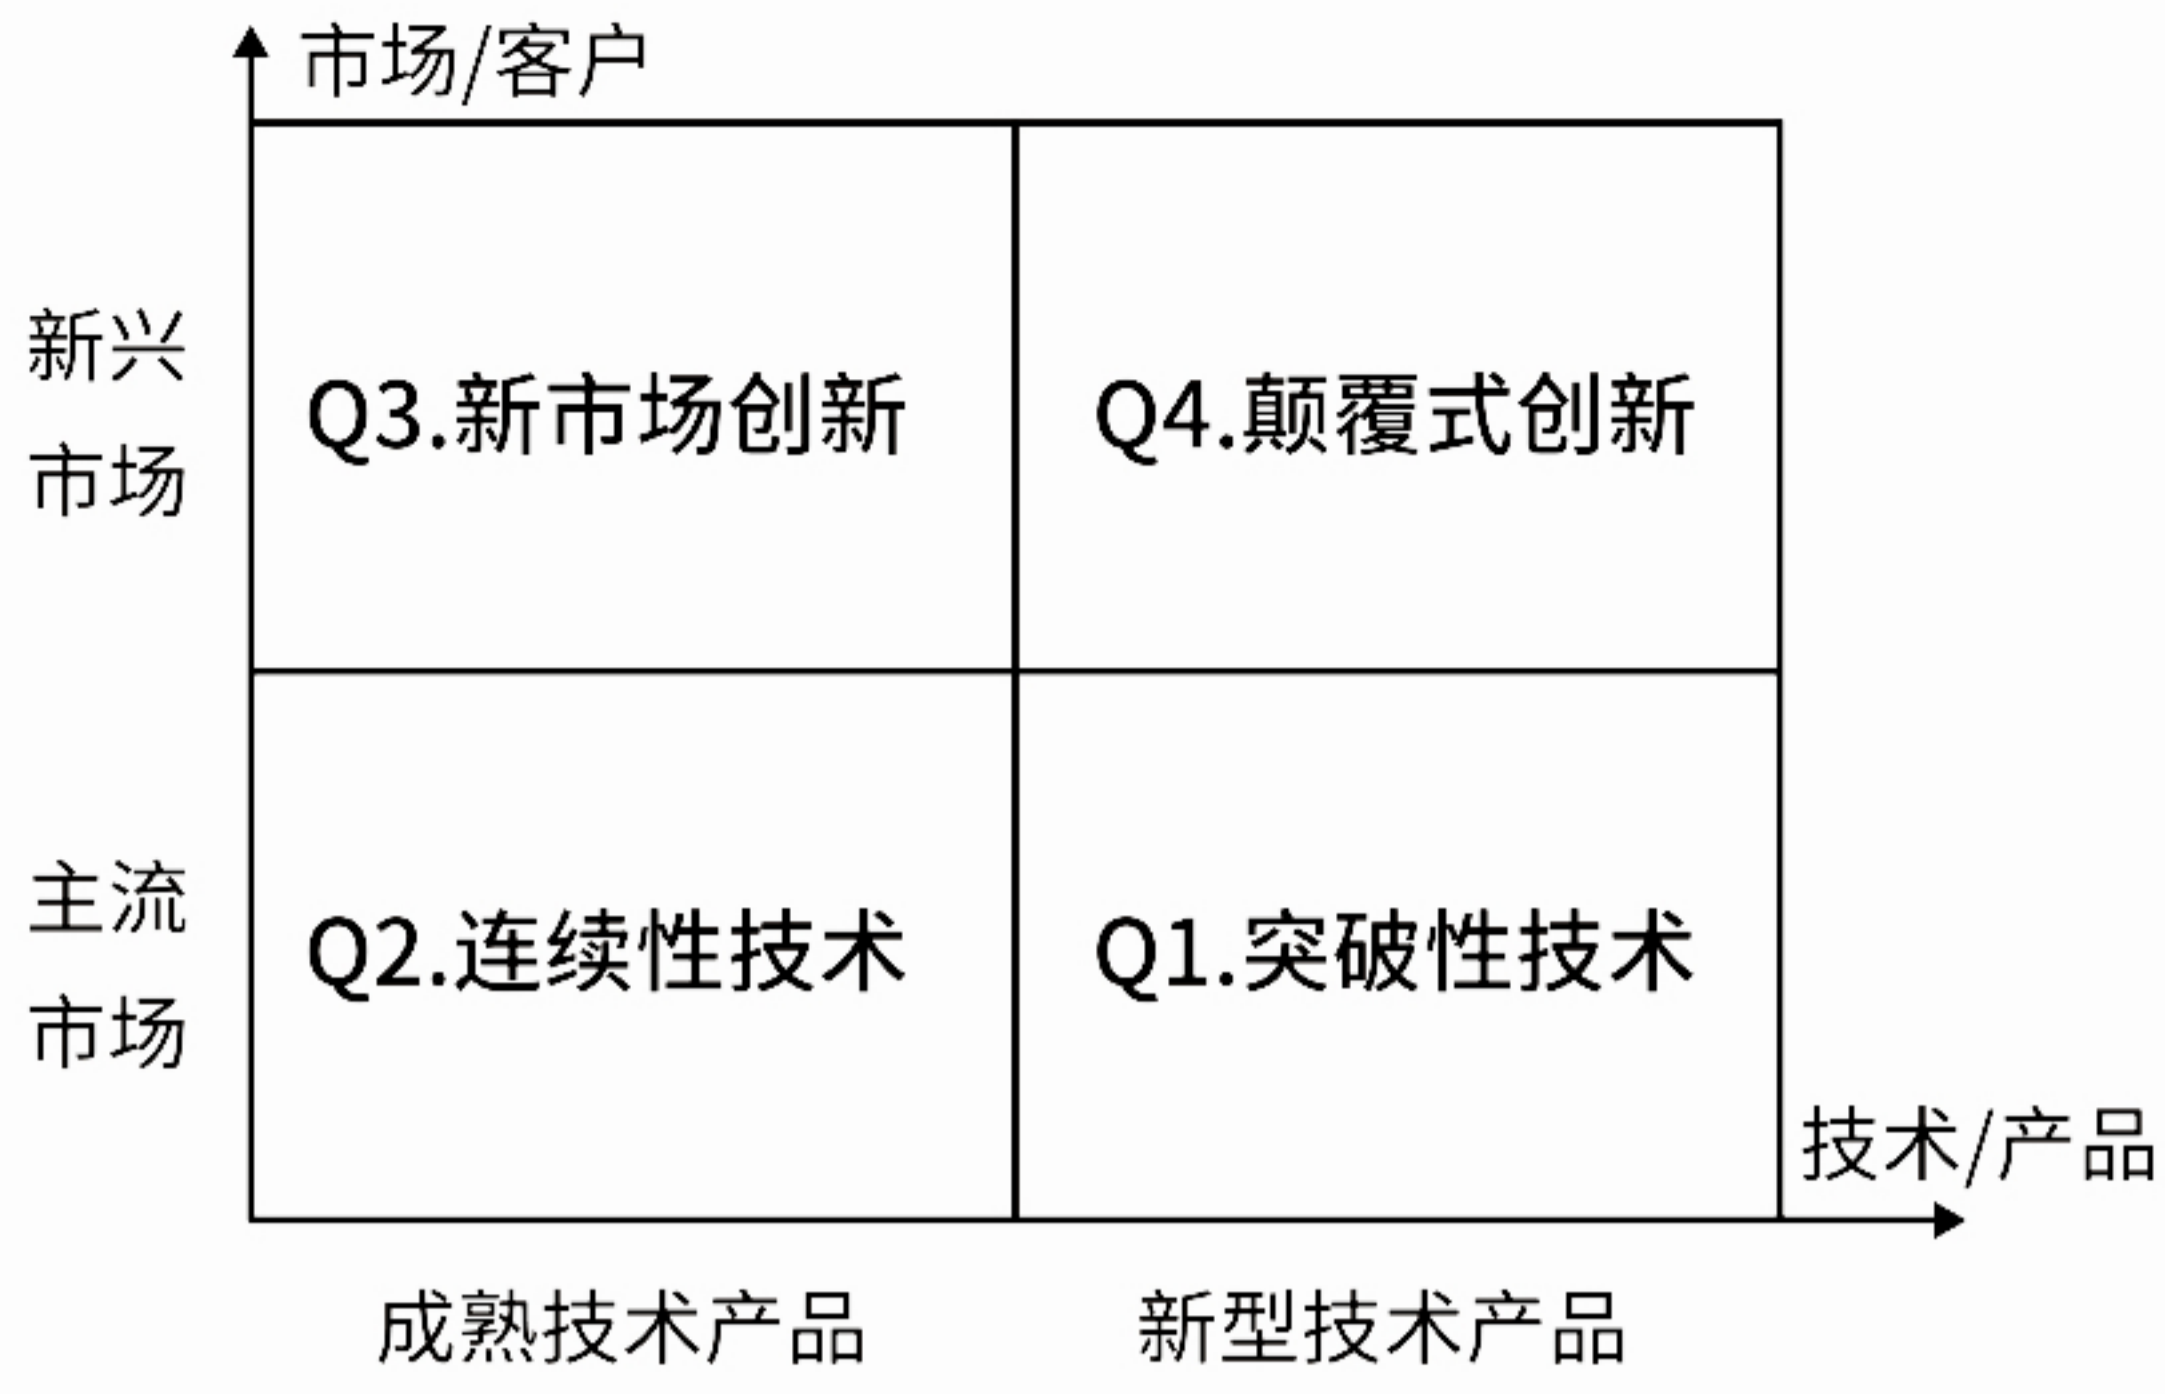 市场/客户
新兴
市场
Q3.新市场创新
Q4.颠覆式创新
主流
市场
Q2.连续性技术
Q1.突破性技术
技术/产品
成熟技术产品
新型技术产品